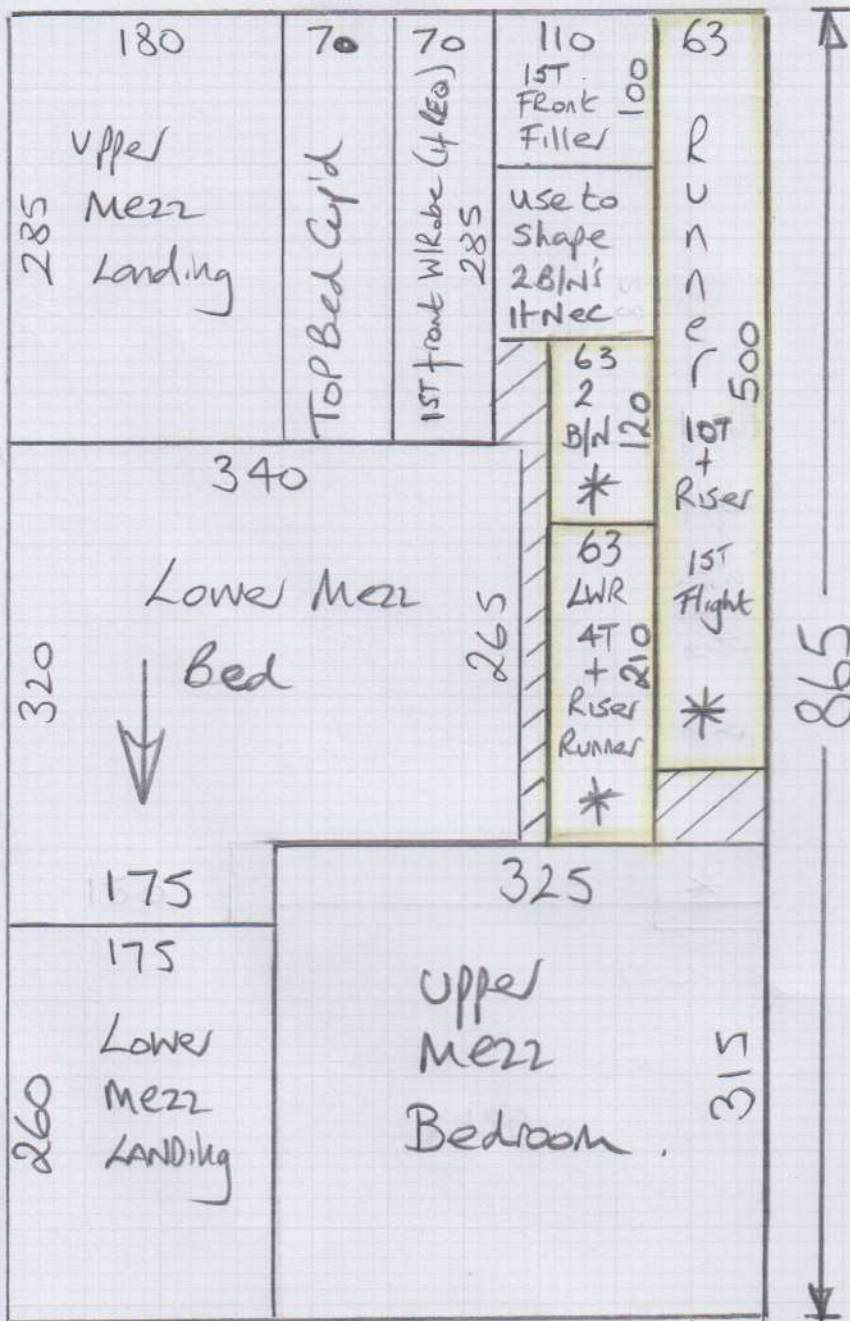 180
Upper
Mezz
Landing
285
70
Top Bed Cup'd
70
1ST front W/Robe (if REQ)
285
110
1ST
Front
Filler
100
use to
shape
2 B/N's
If Nec
63
Runner
500
10T
+
Riser
1ST
Flight
*
63
2
B/N
120
*
63
LWR
4T
+
Riser
Runner
210
*
340
Lower Mezz
Bed
320
265
175
175
Lower
Mezz
LANDING
260
325
Upper
Mezz
Bedroom.
315
865